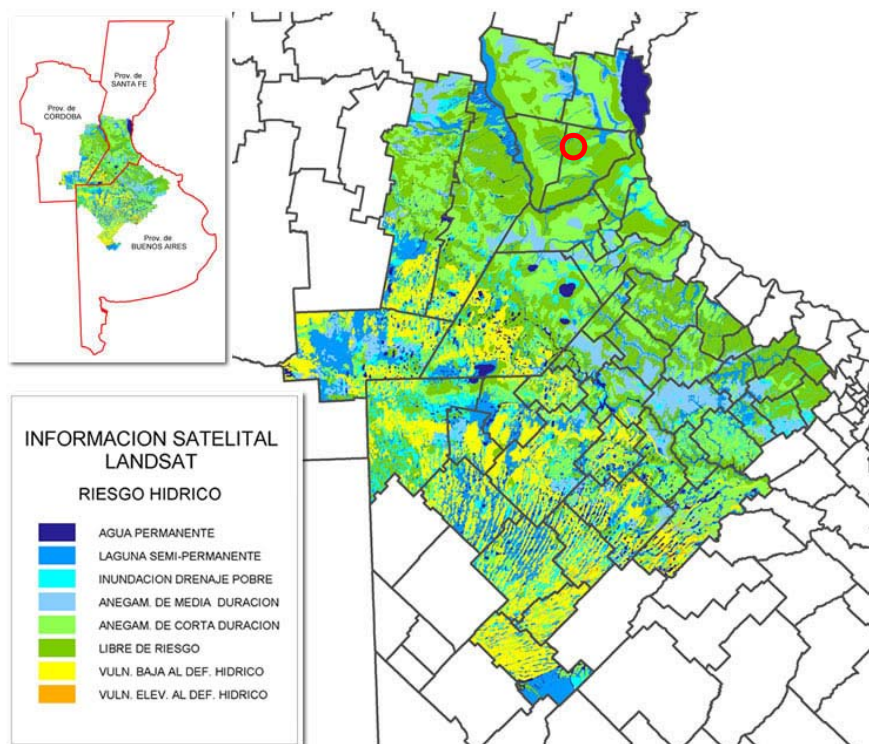 Prov. de
SANTA FE
Prov. de
CORDOBA
Prov. de
BUENOS AIRES
INFORMACION SATELITAL
LANDSAT
RIESGO HIDRICO
AGUA PERMANENTE
LAGUNA SEMI-PERMANENTE
INUNDACION DRENAJE POBRE
ANEGAM. DE MEDIA DURACION
ANEGAM. DE CORTA DURACION
LIBRE DE RIESGO
VULN. BAJA AL DEF. HIDRICO
VULN. ELEV. AL DEF. HIDRICO